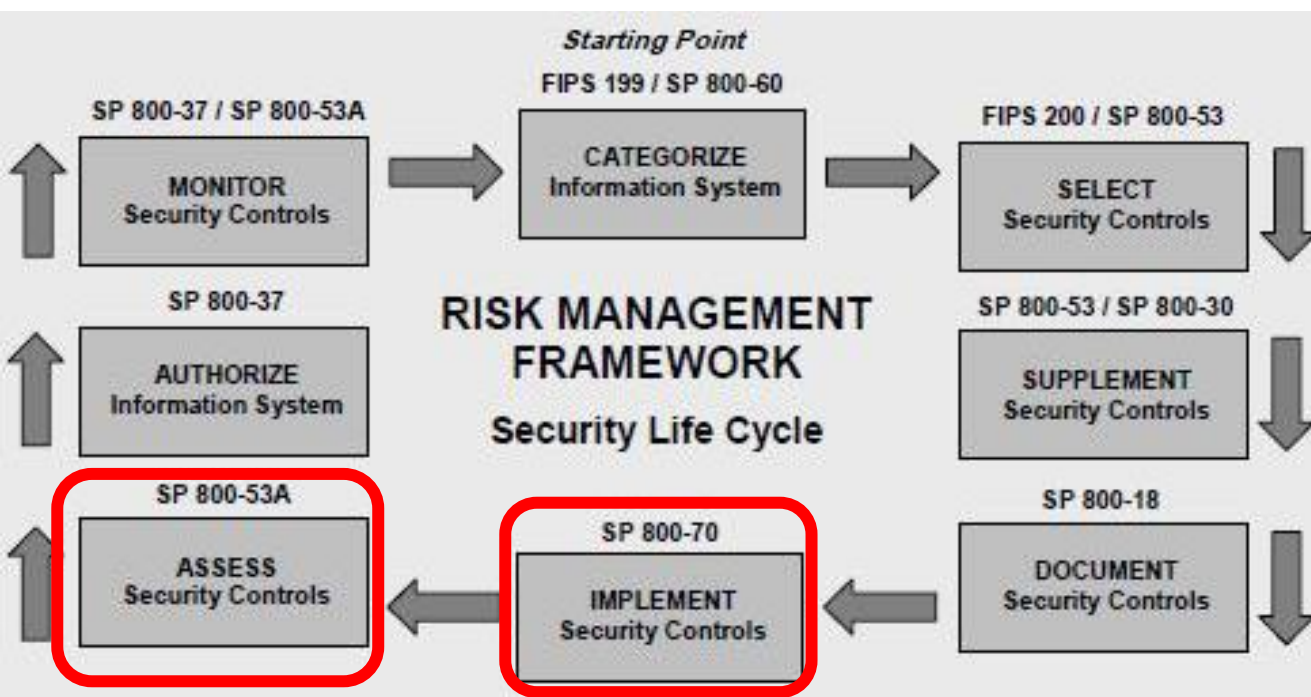 Starting Point
FIPS 199 / SP 800-60
CATEGORIZE
Information System
FIPS 200 / SP 800-53
SELECT
Security Controls
SP 800-53 / SP 800-30
SUPPLEMENT
Security Controls
SP 800-18
DOCUMENT
Security Controls
SP 800-70
IMPLEMENT
Security Controls
SP 800-53A
ASSESS
Security Controls
SP 800-37
AUTHORIZE
Information System
SP 800-37 / SP 800-53A
MONITOR
Security Controls
RISK MANAGEMENT
FRAMEWORK
Security Life Cycle